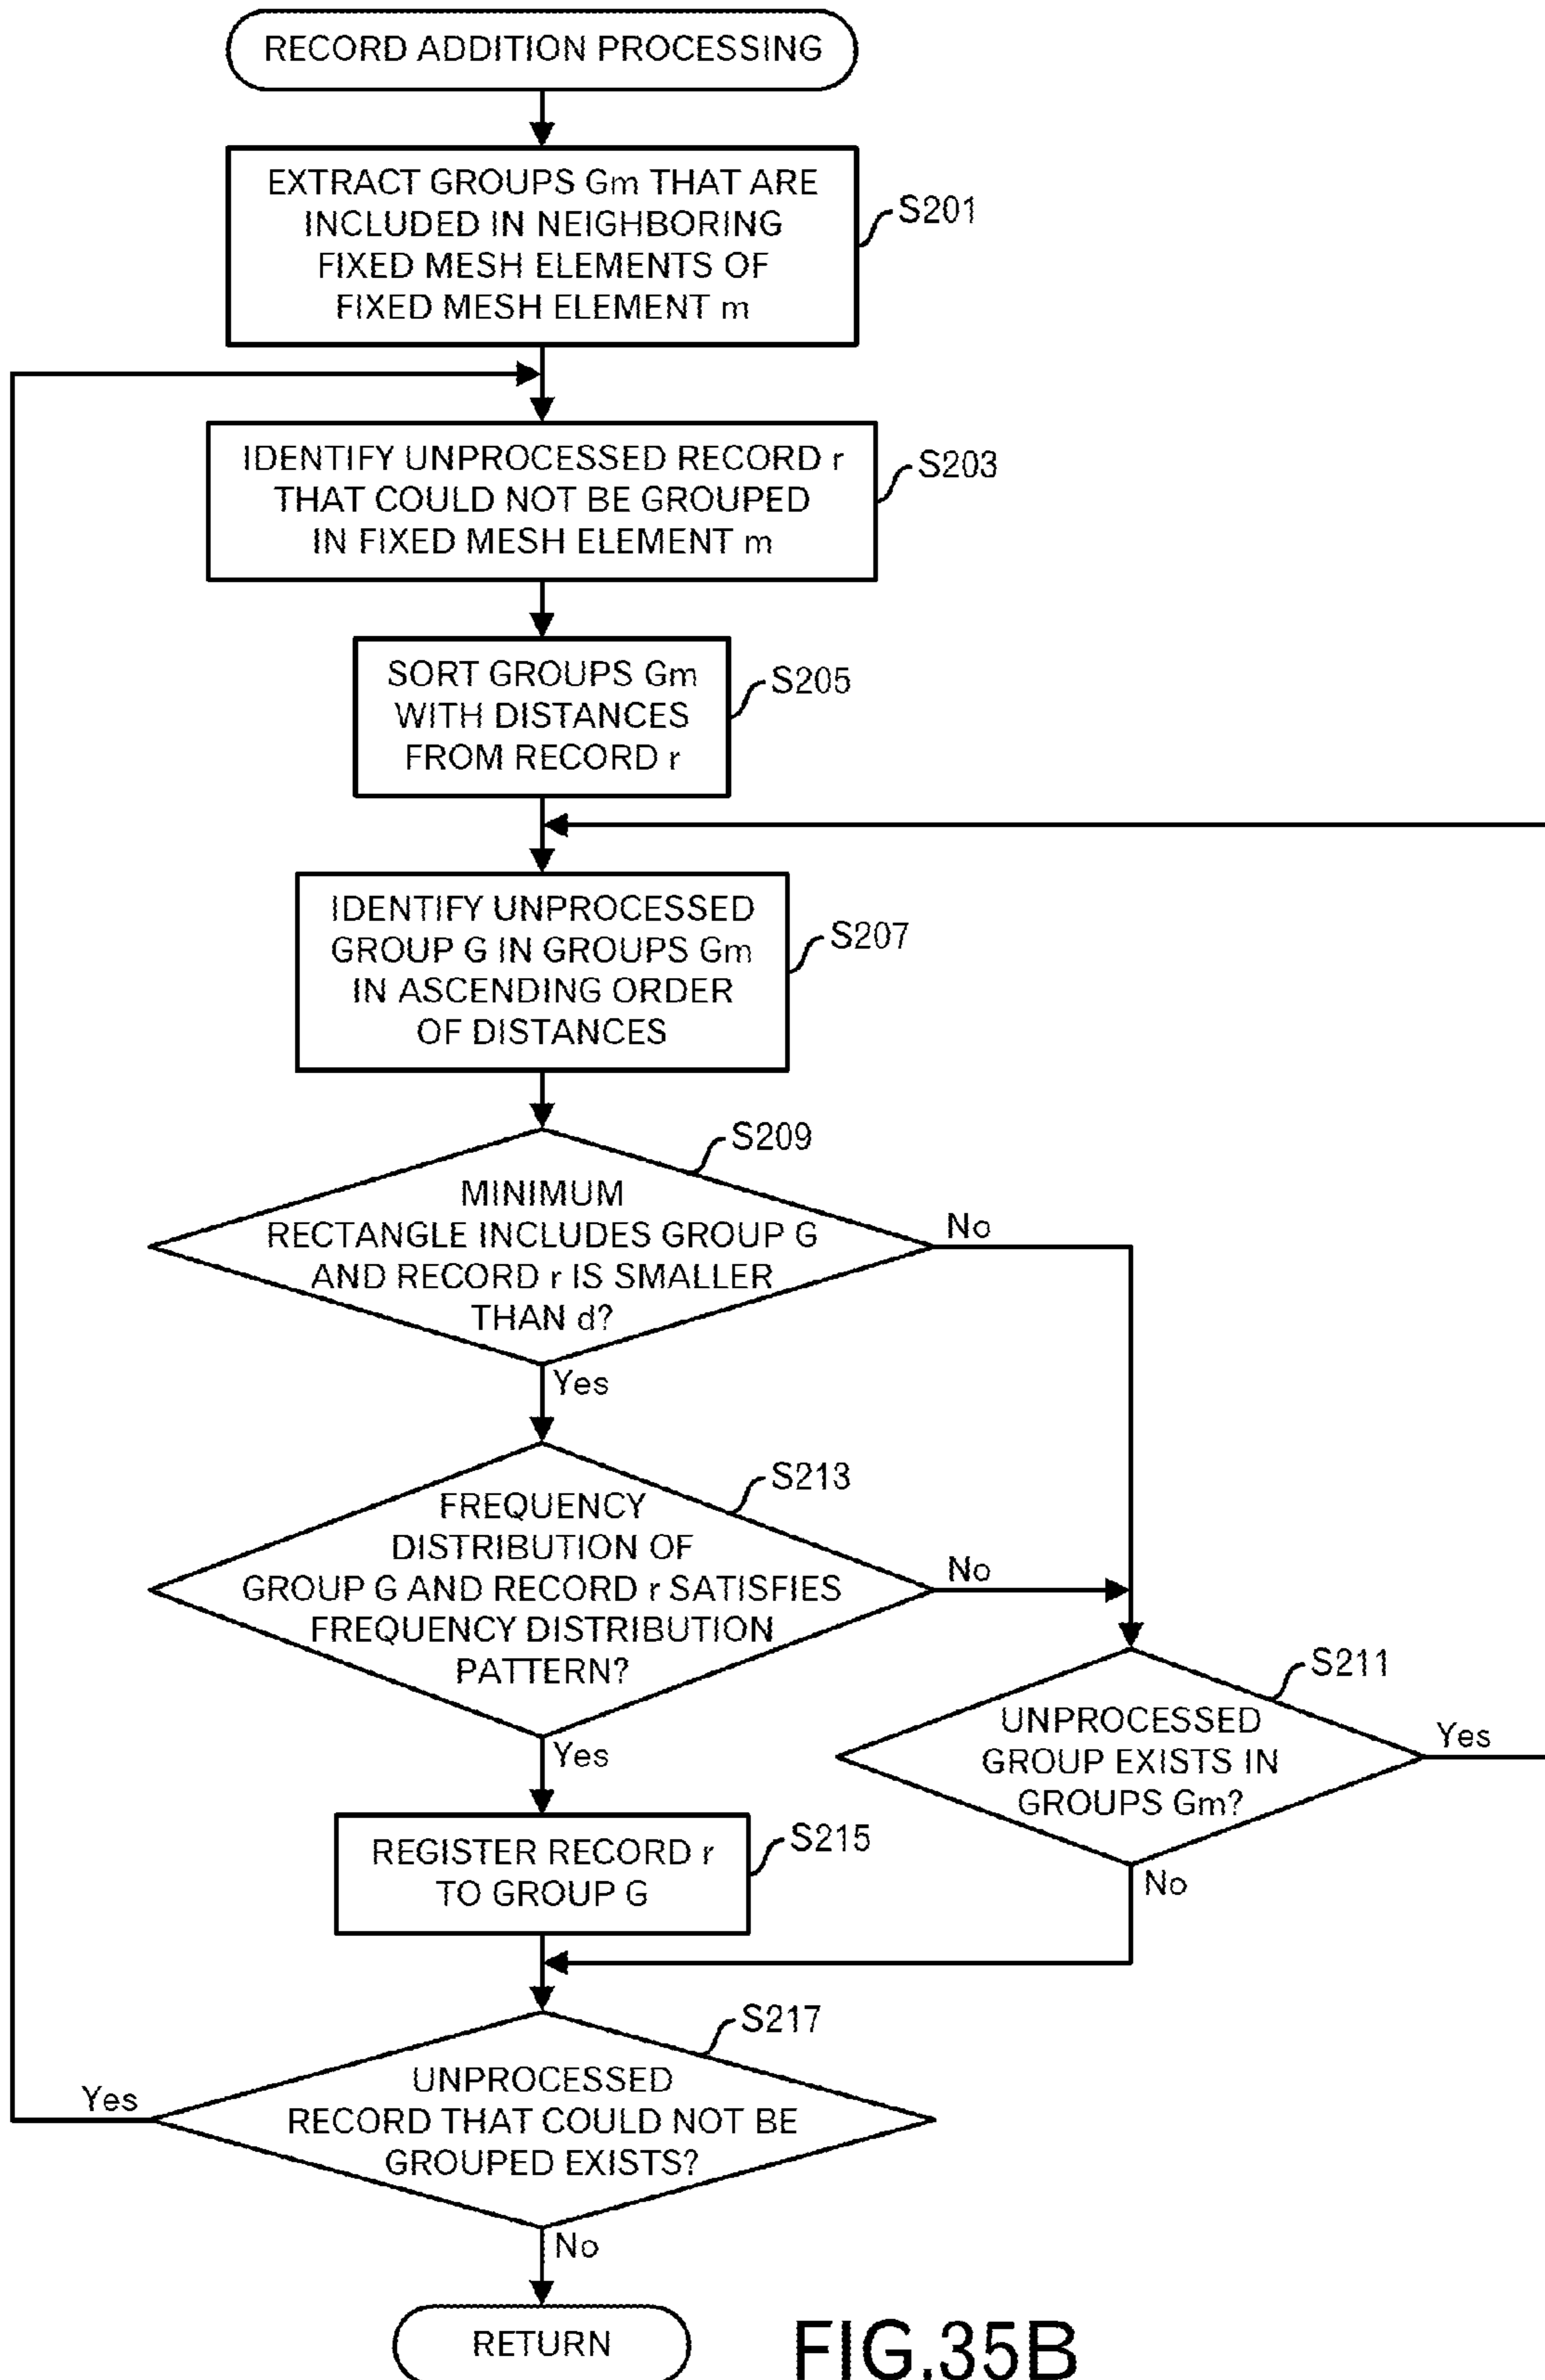 RECORD ADDITION PROCESSING
EXTRACT GROUPS Gm THAT ARE
INCLUDED IN NEIGHBORING
FIXED MESH ELEMENTS OF
FIXED MESH ELEMENT m
S201
IDENTIFY UNPROCESSED RECORD r
THAT COULD NOT BE GROUPED
IN FIXED MESH ELEMENT m
S203
SORT GROUPS Gm
WITH DISTANCES
FROM RECORD r
S205
IDENTIFY UNPROCESSED
GROUP G IN GROUPS Gm
IN ASCENDING ORDER
OF DISTANCES
S207
S209
MINIMUM
RECTANGLE INCLUDES GROUP G
AND RECORD r IS SMALLER
THAN d?
No
Yes
S213
FREQUENCY
DISTRIBUTION OF
GROUP G AND RECORD r SATISFIES
FREQUENCY DISTRIBUTION
PATTERN?
No
Yes
S211
UNPROCESSED
GROUP EXISTS IN
GROUPS Gm?
Yes
No
REGISTER RECORD r
TO GROUP G
S215
S217
UNPROCESSED
RECORD THAT COULD NOT BE
GROUPED EXISTS?
Yes
No
RETURN
FIG.35B